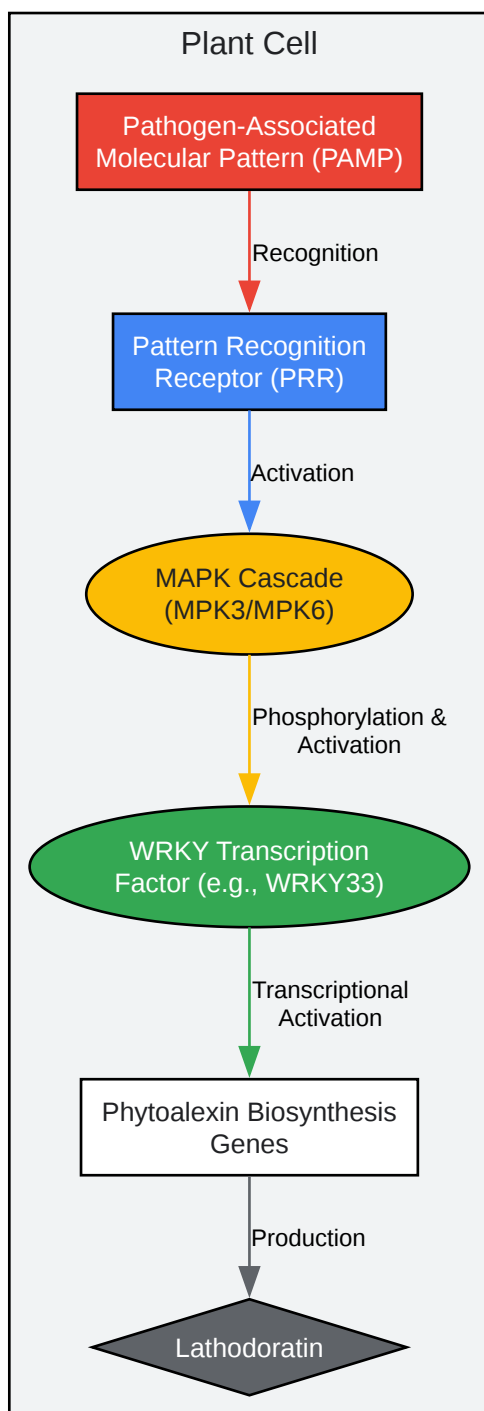 Plant Cell
Pathogen-Associated
Molecular Pattern (PAMP)
Recognition
Pattern Recognition
Receptor (PRR)
Activation
MAPK Cascade
(MPK3/MPK6)
Phosphorylation &
Activation
WRKY Transcription
Factor (e.g., WRKY33)
Transcriptional
Activation
Phytoalexin Biosynthesis
Genes
Production
Lathodoratin